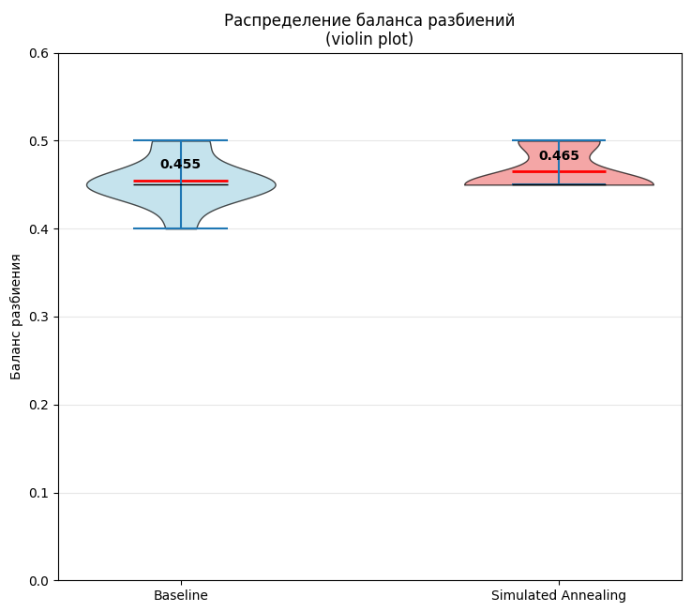 Распределение баланса разбиений
(violin plot)
0.6
0.5
0.4
0.3
0.2
0.1
0.0
Баланс разбиения
0.455
0.465
Baseline
Simulated Annealing